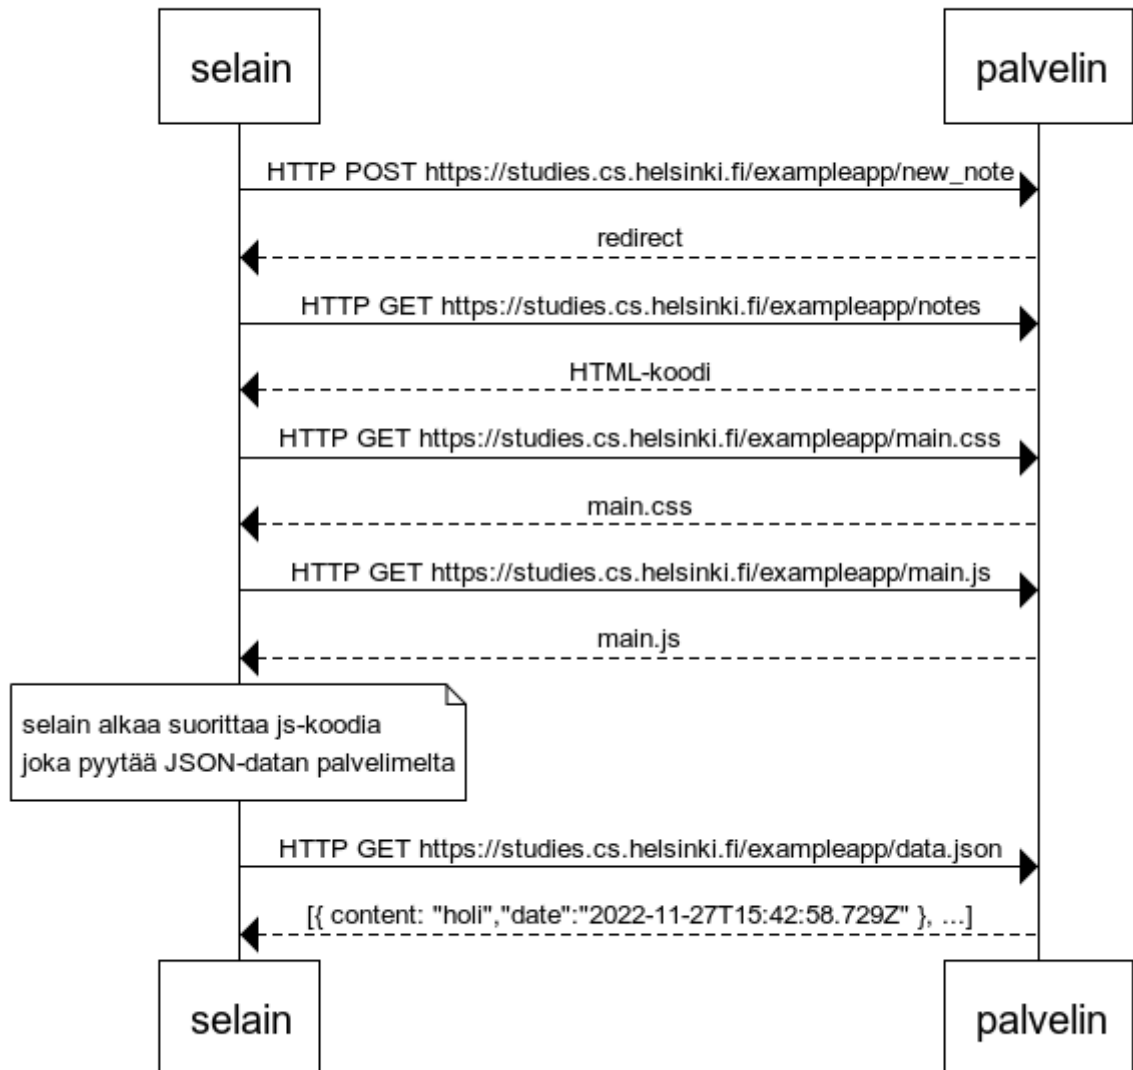 selain
palvelin
HTTP POST https://studies.cs.helsinki.fi/exampleapp/new_note
redirect
HTTP GET https://studies.cs.helsinki.fi/exampleapp/notes
HTML-koodi
HTTP GET https://studies.cs.helsinki.fi/exampleapp/main.css
main.css
HTTP GET https://studies.cs.helsinki.fi/exampleapp/main.js
main.js
selain alkaa suorittaa js-koodia
joka pyytää JSON-datan palvelimelta
HTTP GET https://studies.cs.helsinki.fi/exampleapp/data.json
[{ content: "holi","date":"2022-11-27T15:42:58.729Z" }, ...]
selain
palvelin